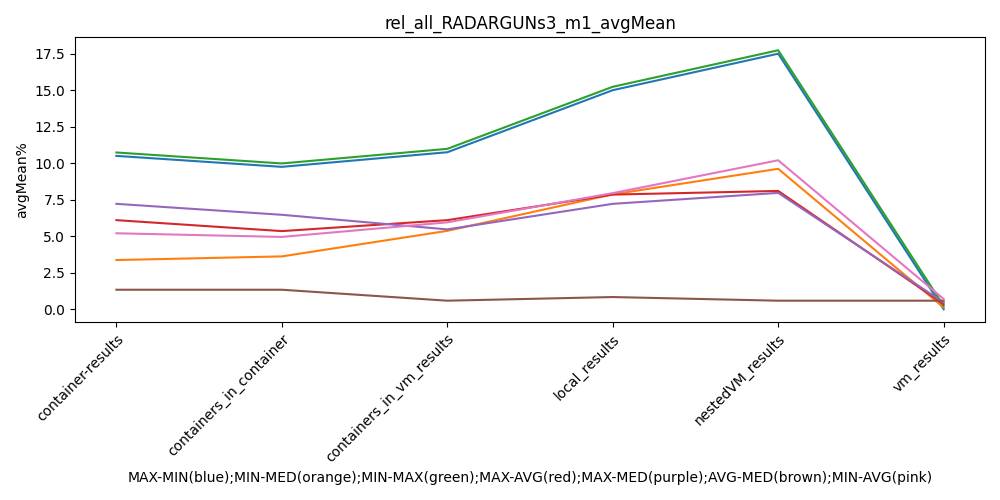 rel_all_RADARGUNs3_m1_avgMean
avgMean%
17.5
15.0
12.5
10.0
7.5
5.0
2.5
0.0
container-results
containers_in_container
containers_in_vm_results
local_results
nestedVM_results
vm_results
MAX-MIN(blue);MIN-MED(orange);MIN-MAX(green);MAX-AVG(red);MAX-MED(purple);AVG-MED(brown);MIN-AVG(pink)